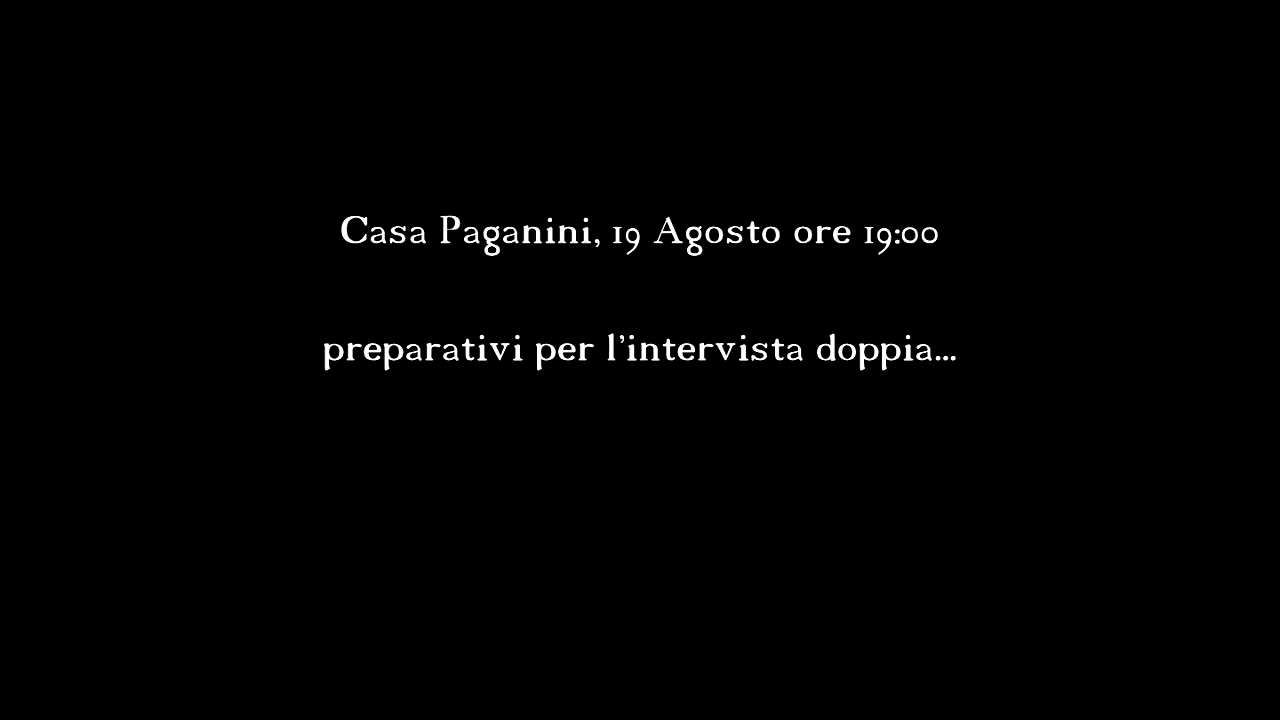 Casa Paganini, 19 Agosto ore 19:00
preparativi per l'intervista doppia...